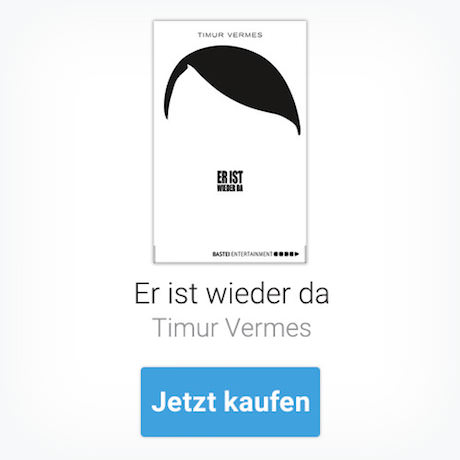 TIMUR VERMES
ER IST
WIEDER DA
BASTEI ENTERTAINMENT
Er ist wieder da
Timur Vermes
Jetzt kaufen